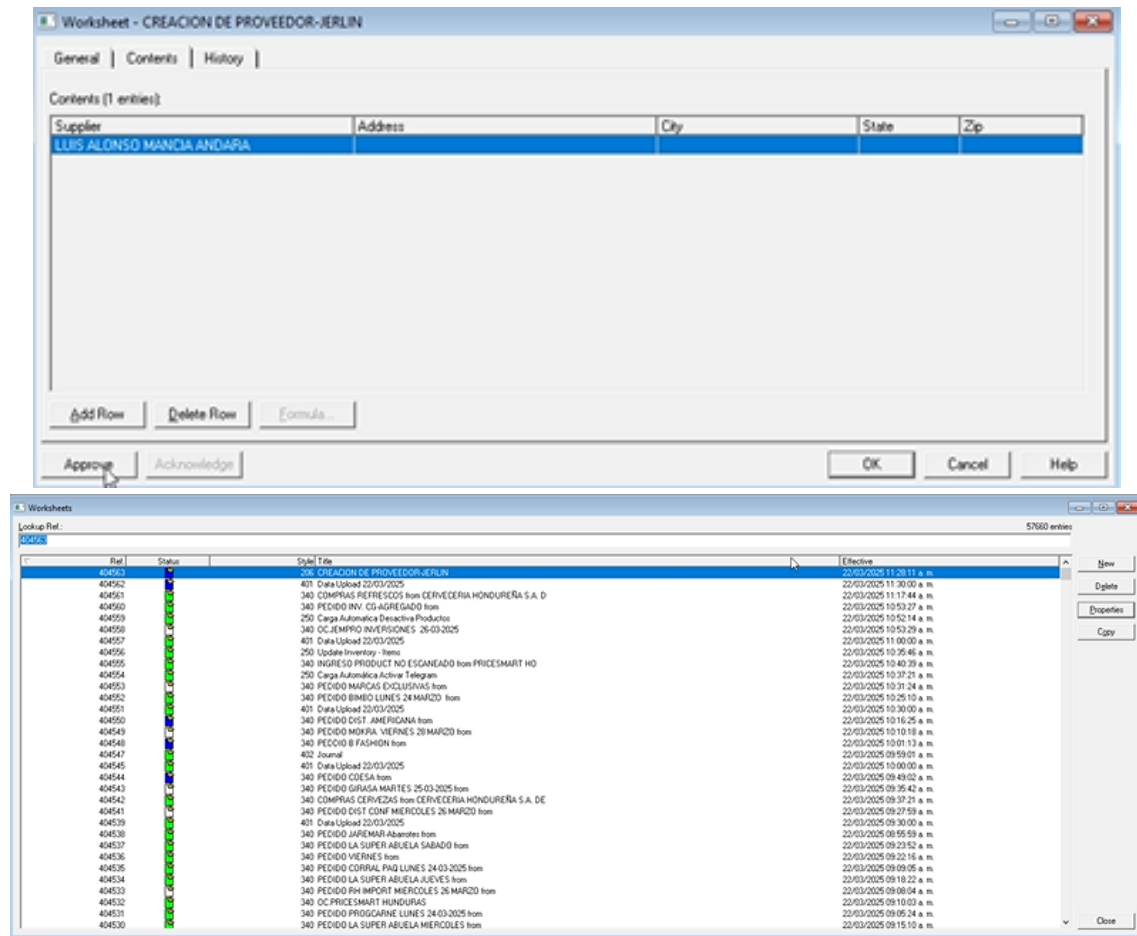 Worksheet - CREACION DE PROVEEDOR-JERLIN
General Contents History
Contents (1 entries):
Supplier Address City State Zip
LUIS ALONSO MANCIA ANDARA
Add Row Delete Row Formula...
Approve Acknowledge OK Cancel Help
Worksheets
Lookup Ref.: 57660 entries
404563
Ref. Status Style Title Effective
404563 206 CREACION DE PROVEEDOR-JERLIN 22/03/2025 11:28:11 a. m. New
404562 401 Data Upload 22/03/2025 22/03/2025 11:30:00 a. m.
404561 340 COMPRAS REFRESCOS from CERVECERIA HONDUREÑA S.A. D 22/03/2025 11:17:44 a. m. Delete
404560 340 PEDIDO INV. CG-AGREGADO from 22/03/2025 10:53:27 a. m.
404559 250 Carga Automatica Desactiva Productos 22/03/2025 10:52:14 a. m. Properties
404558 340 OC.JEMPRO INVERSIONES 26-03-2025 22/03/2025 10:53:29 a. m.
404557 401 Data Upload 22/03/2025 22/03/2025 11:00:00 a. m. Copy
404556 250 Update Inventory - Items 22/03/2025 10:35:46 a. m.
404555 340 INGRESO PRODUCT NO ESCANEADO from PRICESMART HO 22/03/2025 10:40:39 a. m.
404554 250 Carga Automática Activar Telegram 22/03/2025 10:37:21 a. m.
404553 340 PEDIDO MARCAS EXCLUSIVAS from 22/03/2025 10:31:24 a. m.
404552 340 PEDIDO BIMBO LUNES 24 MARZO from 22/03/2025 10:25:10 a. m.
404551 401 Data Upload 22/03/2025 22/03/2025 10:30:00 a. m.
404550 340 PEDIDO DIST. AMERICANA from 22/03/2025 10:16:25 a. m.
404549 340 PEDIDO MOKRA VIERNES 28 MARZO from 22/03/2025 10:10:18 a. m.
404548 340 PEDCIO B FASHION from 22/03/2025 10:01:13 a. m.
404547 402 Journal 22/03/2025 09:59:01 a. m.
404545 401 Data Upload 22/03/2025 22/03/2025 10:00:00 a. m.
404544 340 PEDIDO COESA from 22/03/2025 09:49:02 a. m.
404543 340 PEDIDO GIRASA MARTES 25-03-2025 from 22/03/2025 09:35:42 a. m.
404542 340 COMPRAS CERVEZAS from CERVECERIA HONDUREÑA S.A. DE 22/03/2025 09:37:21 a. m.
404541 340 PEDIDO DIST CONF MIERCOLES 26 MARZO from 22/03/2025 09:27:59 a. m.
404539 401 Data Upload 22/03/2025 22/03/2025 09:30:00 a. m.
404538 340 PEDIDO JAREMAR-Abarrotes from 22/03/2025 08:55:59 a. m.
404537 340 PEDIDO LA SUPER ABUELA SABADO from 22/03/2025 09:23:52 a. m.
404536 340 PEDIDO VIERNES from 22/03/2025 09:22:16 a. m.
404535 340 PEDIDO CORRAL PAQ LUNES 24-03-2025 from 22/03/2025 09:09:05 a. m.
404534 340 PEDIDO LA SUPER ABUELA JUEVES from 22/03/2025 09:18:22 a. m.
404533 340 PEDIDO RH IMPORT MIERCOLES 26 MARZO from 22/03/2025 09:08:04 a. m.
404532 340 OC.PRICESMART HUNDURAS 22/03/2025 09:10:03 a. m.
404531 340 PEDIDO PROGCARNE LUNES 24-03-2025 from 22/03/2025 09:05:24 a. m.
404530 340 PEDIDO LA SUPER ABUELA MIERCOLES from 22/03/2025 09:15:10 a. m. Close